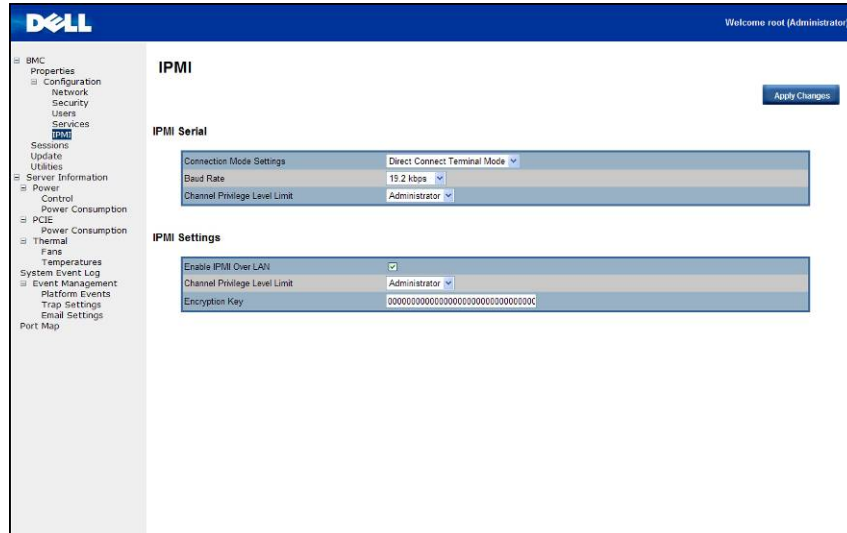 DELL
Welcome root (Administrator)
BMC
Properties
Configuration
Network
Security
Users
Services
IPMI
Sessions
Update
Utilities
Server Information
Power
Control
Power Consumption
PCIE
Power Consumption
Thermal
Fans
Temperatures
System Event Log
Event Management
Platform Events
Trap Settings
Email Settings
Port Map
IPMI
Apply Changes
IPMI Serial
Connection Mode Settings Direct Connect Terminal Mode
Baud Rate 19.2 kbps
Channel Privilege Level Limit Administrator
IPMI Settings
Enable IPMI Over LAN
Channel Privilege Level Limit Administrator
Encryption Key